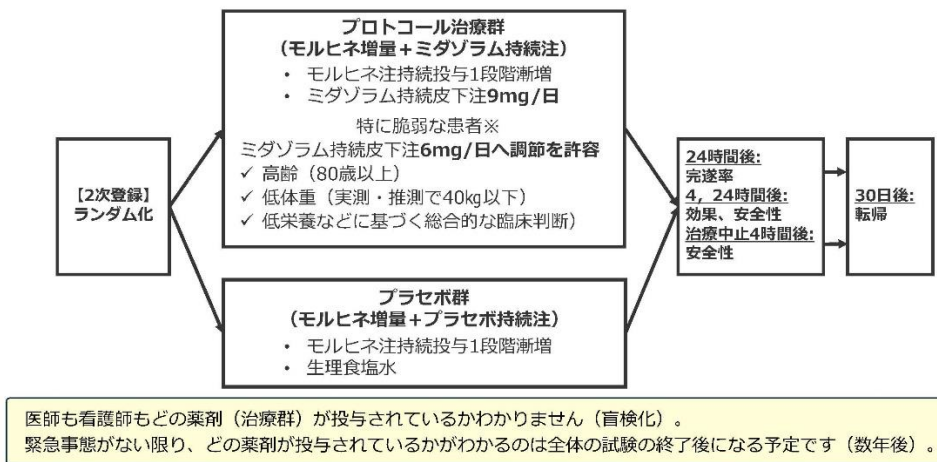 プロトコール治療群
(モルヒネ増量+ミダゾラム持続注)
・ モルヒネ注持続投与1段階漸増
・ ミダゾラム持続皮下注9mg/日
特に脆弱な患者※
ミダゾラム持続皮下注6mg/日へ調節を許容
✓ 高齢(80歳以上)
✓ 低体重(実測・推測で40kg以下)
✓ 低栄養などに基づく総合的な臨床判断)
【2次登録】
ランダム化
プラセボ群
(モルヒネ増量+プラセボ持続注)
・ モルヒネ注持続投与1段階漸増
・ 生理食塩水
24時間後:
完遂率
4, 24時間後:
効果、安全性
治療中止4時間後:
安全性
30日後:
転帰
医師も看護師もどの薬剤(治療群)が投与されているかわかりません(盲検化)。
緊急事態がない限り、どの薬剤が投与されているかがわかるのは全体の試験の終了後になる予定です(数年後)。